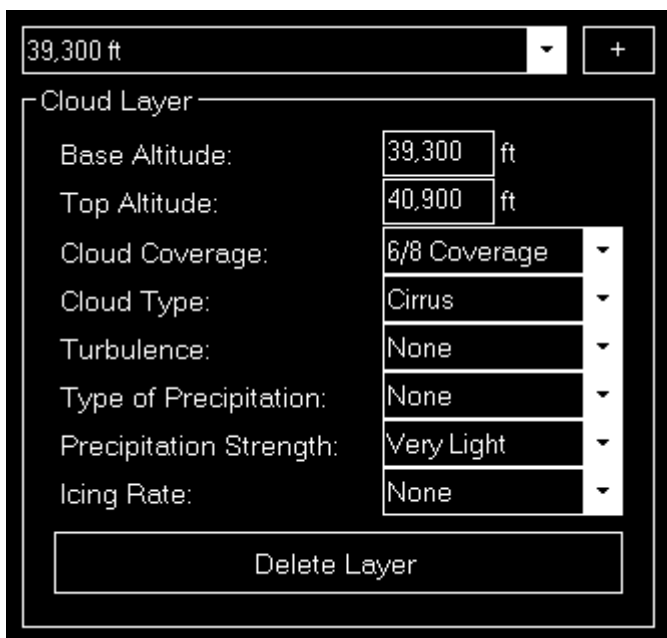 39,300 ft +
Cloud Layer
Base Altitude: 39,300 ft
Top Altitude: 40,900 ft
Cloud Coverage: 6/8 Coverage
Cloud Type: Cirrus
Turbulence: None
Type of Precipitation: None
Precipitation Strength: Very Light
Icing Rate: None
Delete Layer